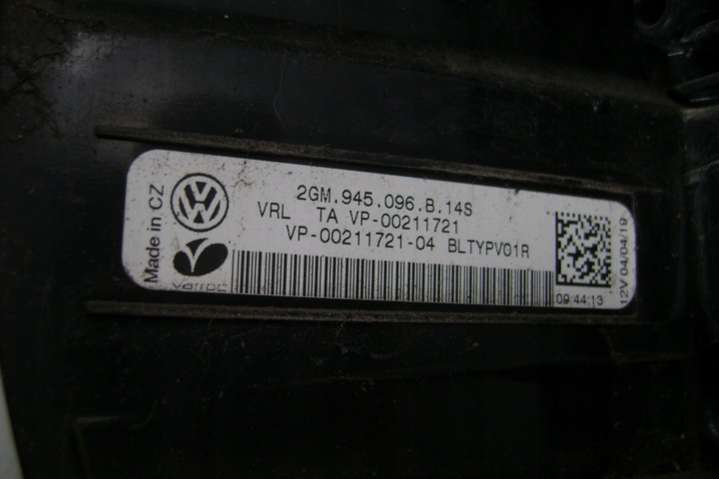 Made in CZ
2GM.945.096.B.14S
VRL TA VP-00211721
VP-00211721-04 BLTYPV01R
varroc
09:44:13
12V 04/04/19